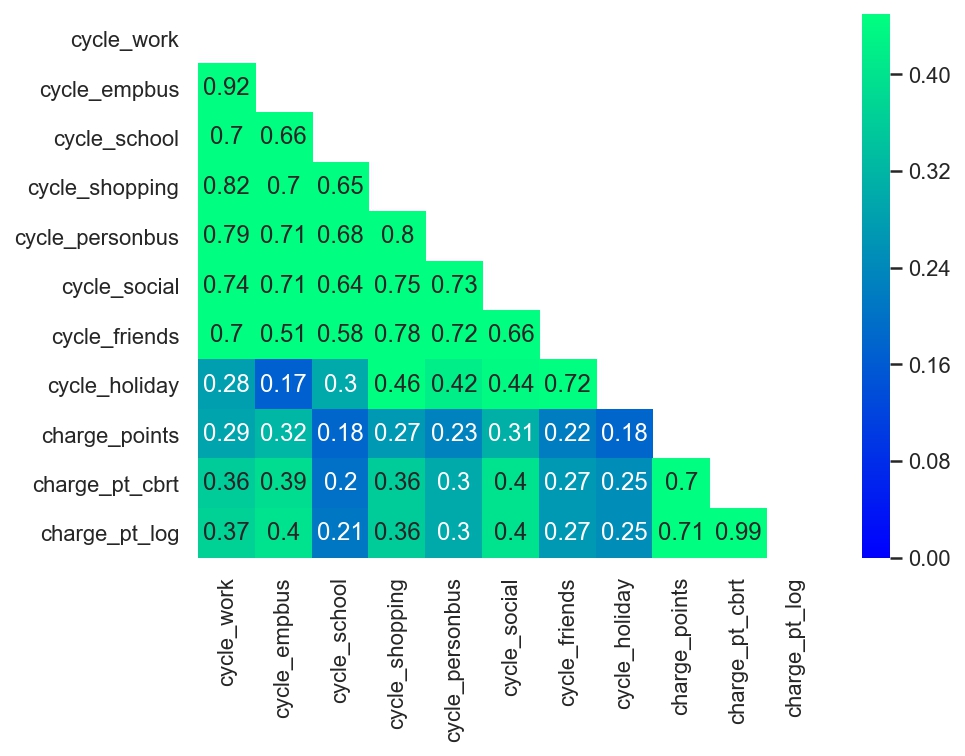 cycle_work
cycle_empbus 0.92
cycle_school 0.7 0.66
cycle_shopping 0.82 0.7 0.65
cycle_personbus 0.79 0.71 0.68 0.8
cycle_social 0.74 0.71 0.64 0.75 0.73
cycle_friends 0.7 0.51 0.58 0.78 0.72 0.66
cycle_holiday 0.28 0.17 0.3 0.46 0.42 0.44 0.72
charge_points 0.29 0.32 0.18 0.27 0.23 0.31 0.22 0.18
charge_pt_cbrt 0.36 0.39 0.2 0.36 0.3 0.4 0.27 0.25 0.7
charge_pt_log 0.37 0.4 0.21 0.36 0.3 0.4 0.27 0.25 0.71 0.99
cycle_work
cycle_empbus
cycle_school
cycle_shopping
cycle_personbus
cycle_social
cycle_friends
cycle_holiday
charge_points
charge_pt_cbrt
charge_pt_log
0.40
0.32
0.24
0.16
0.08
0.00